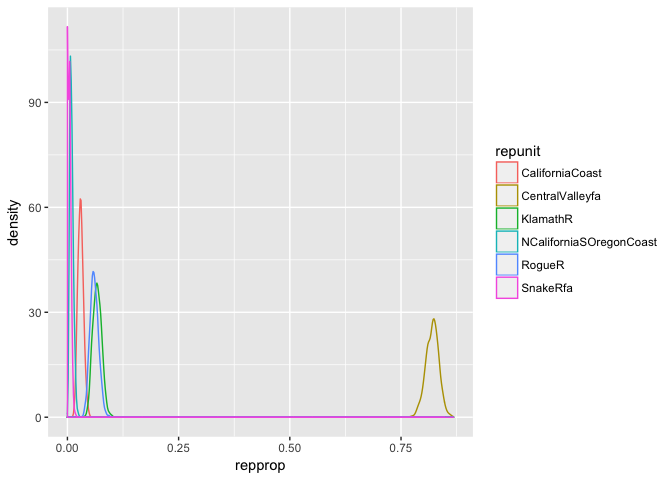 90
60
30
0
density
0.00 0.25 0.50 0.75
repprop
repunit
CaliforniaCoast
CentralValleyfa
KlamathR
NCaliforniaSOregonCoast
RogueR
SnakeRfa